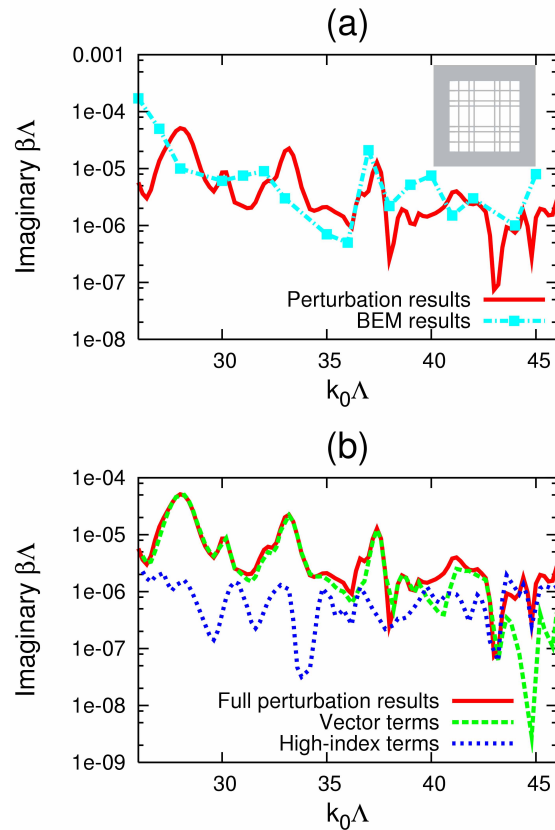 (a)
Imaginary βΛ
0.001
1e-04
1e-05
1e-06
1e-07
1e-08
Perturbation results
BEM results
30
35
40
45
k₀Λ
(b)
Imaginary βΛ
1e-04
1e-05
1e-06
1e-07
1e-08
1e-09
Full perturbation results
Vector terms
High-index terms
30
35
40
45
k₀Λ